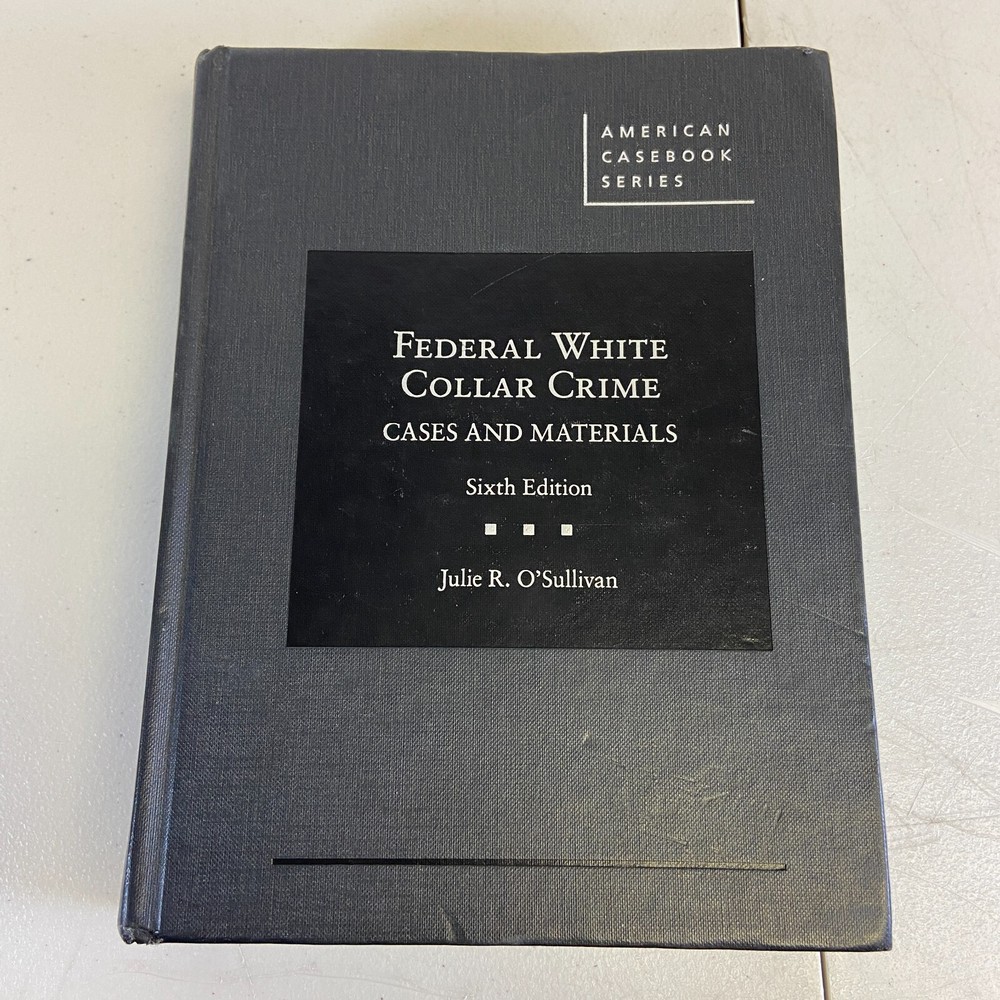 AMERICAN
CASEBOOK
SERIES
FEDERAL WHITE
COLLAR CRIME
CASES AND MATERIALS
Sixth Edition
Julie R. O'Sullivan